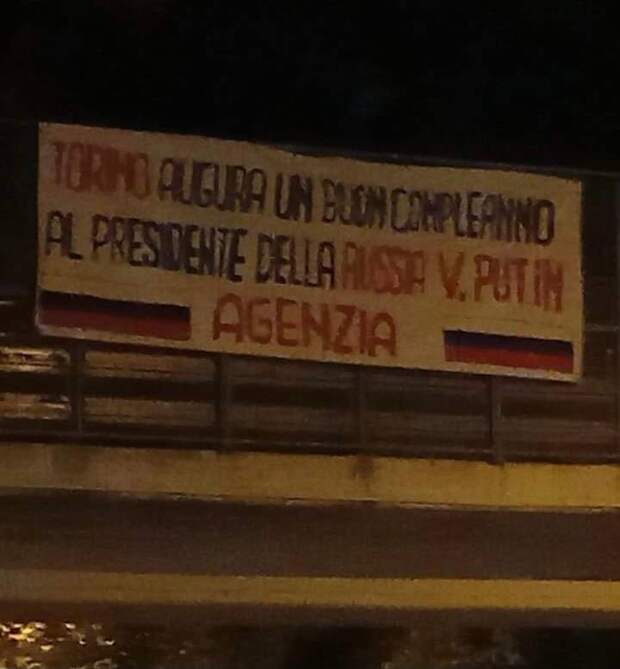 TORINO AUGURA UN BUON COMPLEANNO
AL PRESIDENTE DELLA RUSSIA V. PUTIN
AGENZIA